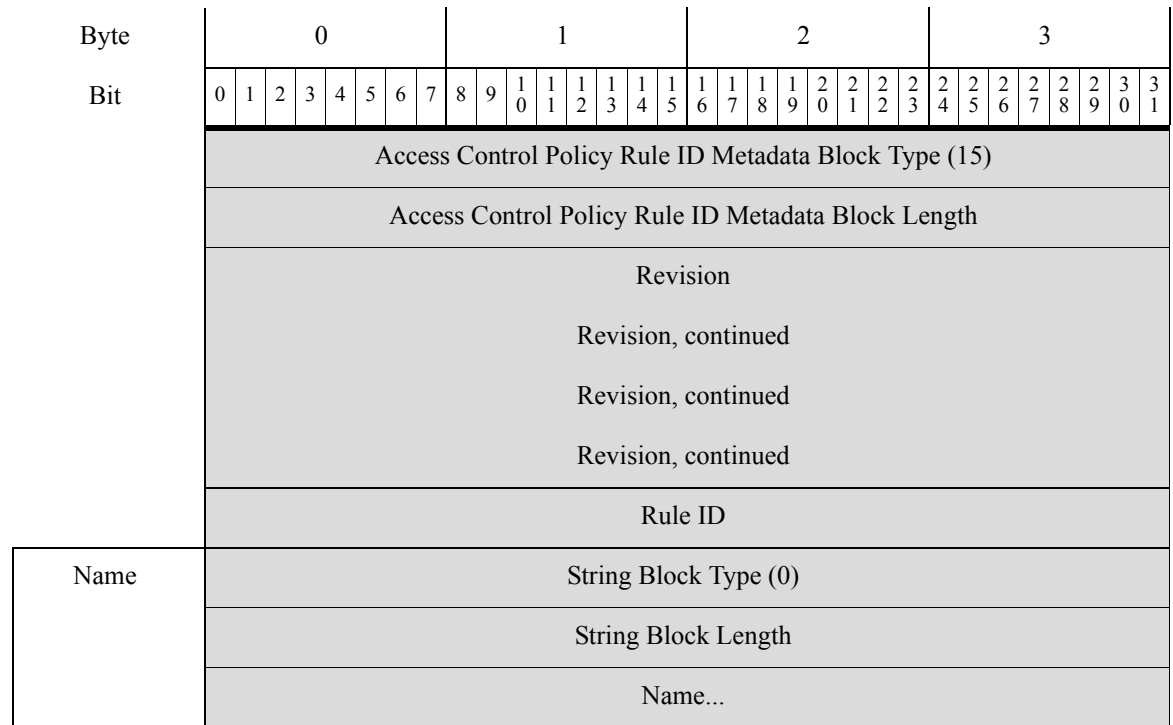 Byte 0 1 2 3
Bit 0 1 2 3 4 5 6 7 8 9 10 11 12 13 14 15 16 17 18 19 20 21 22 23 24 25 26 27 28 29 30 31
Access Control Policy Rule ID Metadata Block Type (15)
Access Control Policy Rule ID Metadata Block Length
Revision
Revision, continued
Revision, continued
Revision, continued
Rule ID
Name String Block Type (0)
String Block Length
Name...